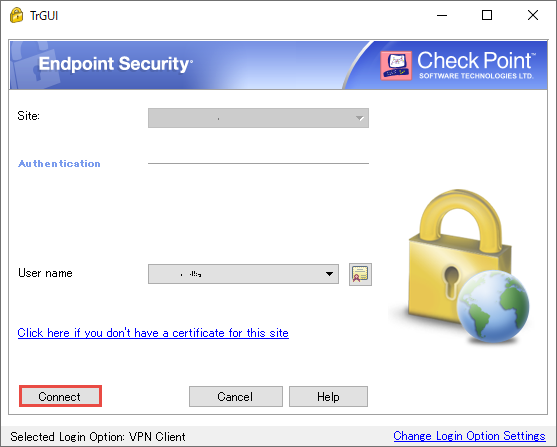 TrGUI
Endpoint Security
Check Point
SOFTWARE TECHNOLOGIES LTD.
Site:
Authentication
User name
Click here if you don't have a certificate for this site
Connect
Cancel
Help
Selected Login Option: VPN Client
Change Login Option Settings